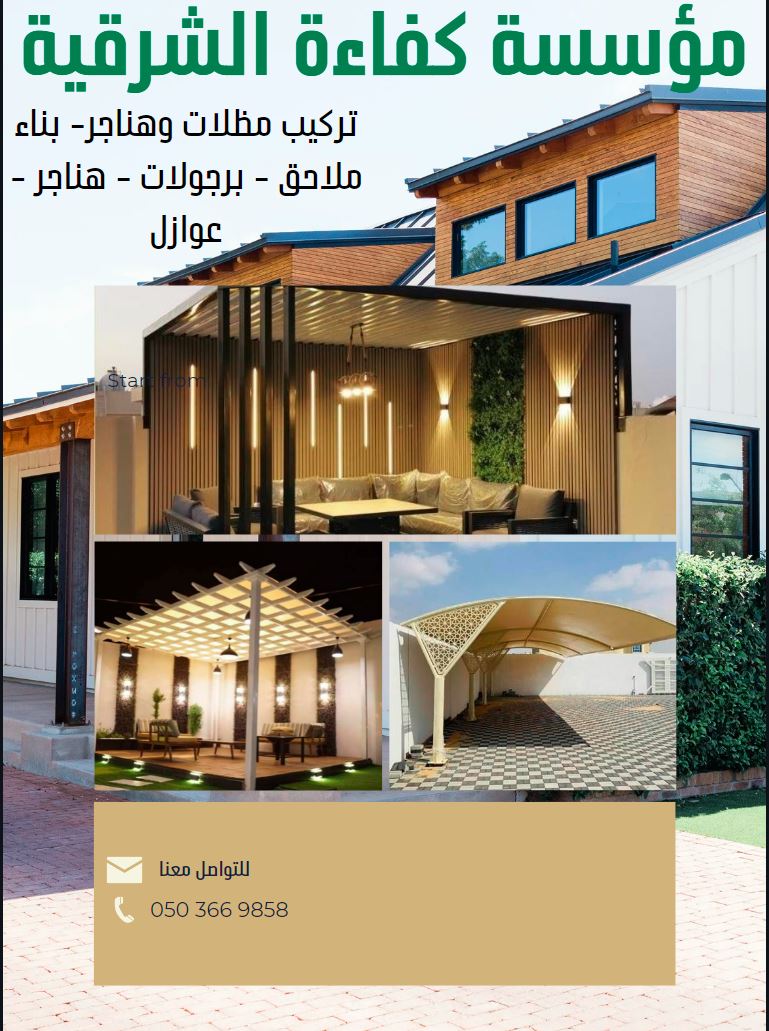 مؤسسة كفاءة الشرقية
تركيب مظلات وهناجر- بناء
ملاحق - برجولات - هناجر -
عوازل
Start from
للتواصل معنا
050 366 9858